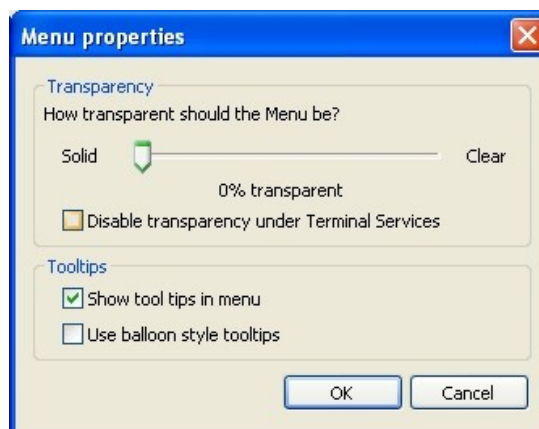 Menu properties
Transparency
How transparent should the Menu be?
Solid Clear
0% transparent
Disable transparency under Terminal Services
Tooltips
Show tool tips in menu
Use balloon style tooltips
OK Cancel